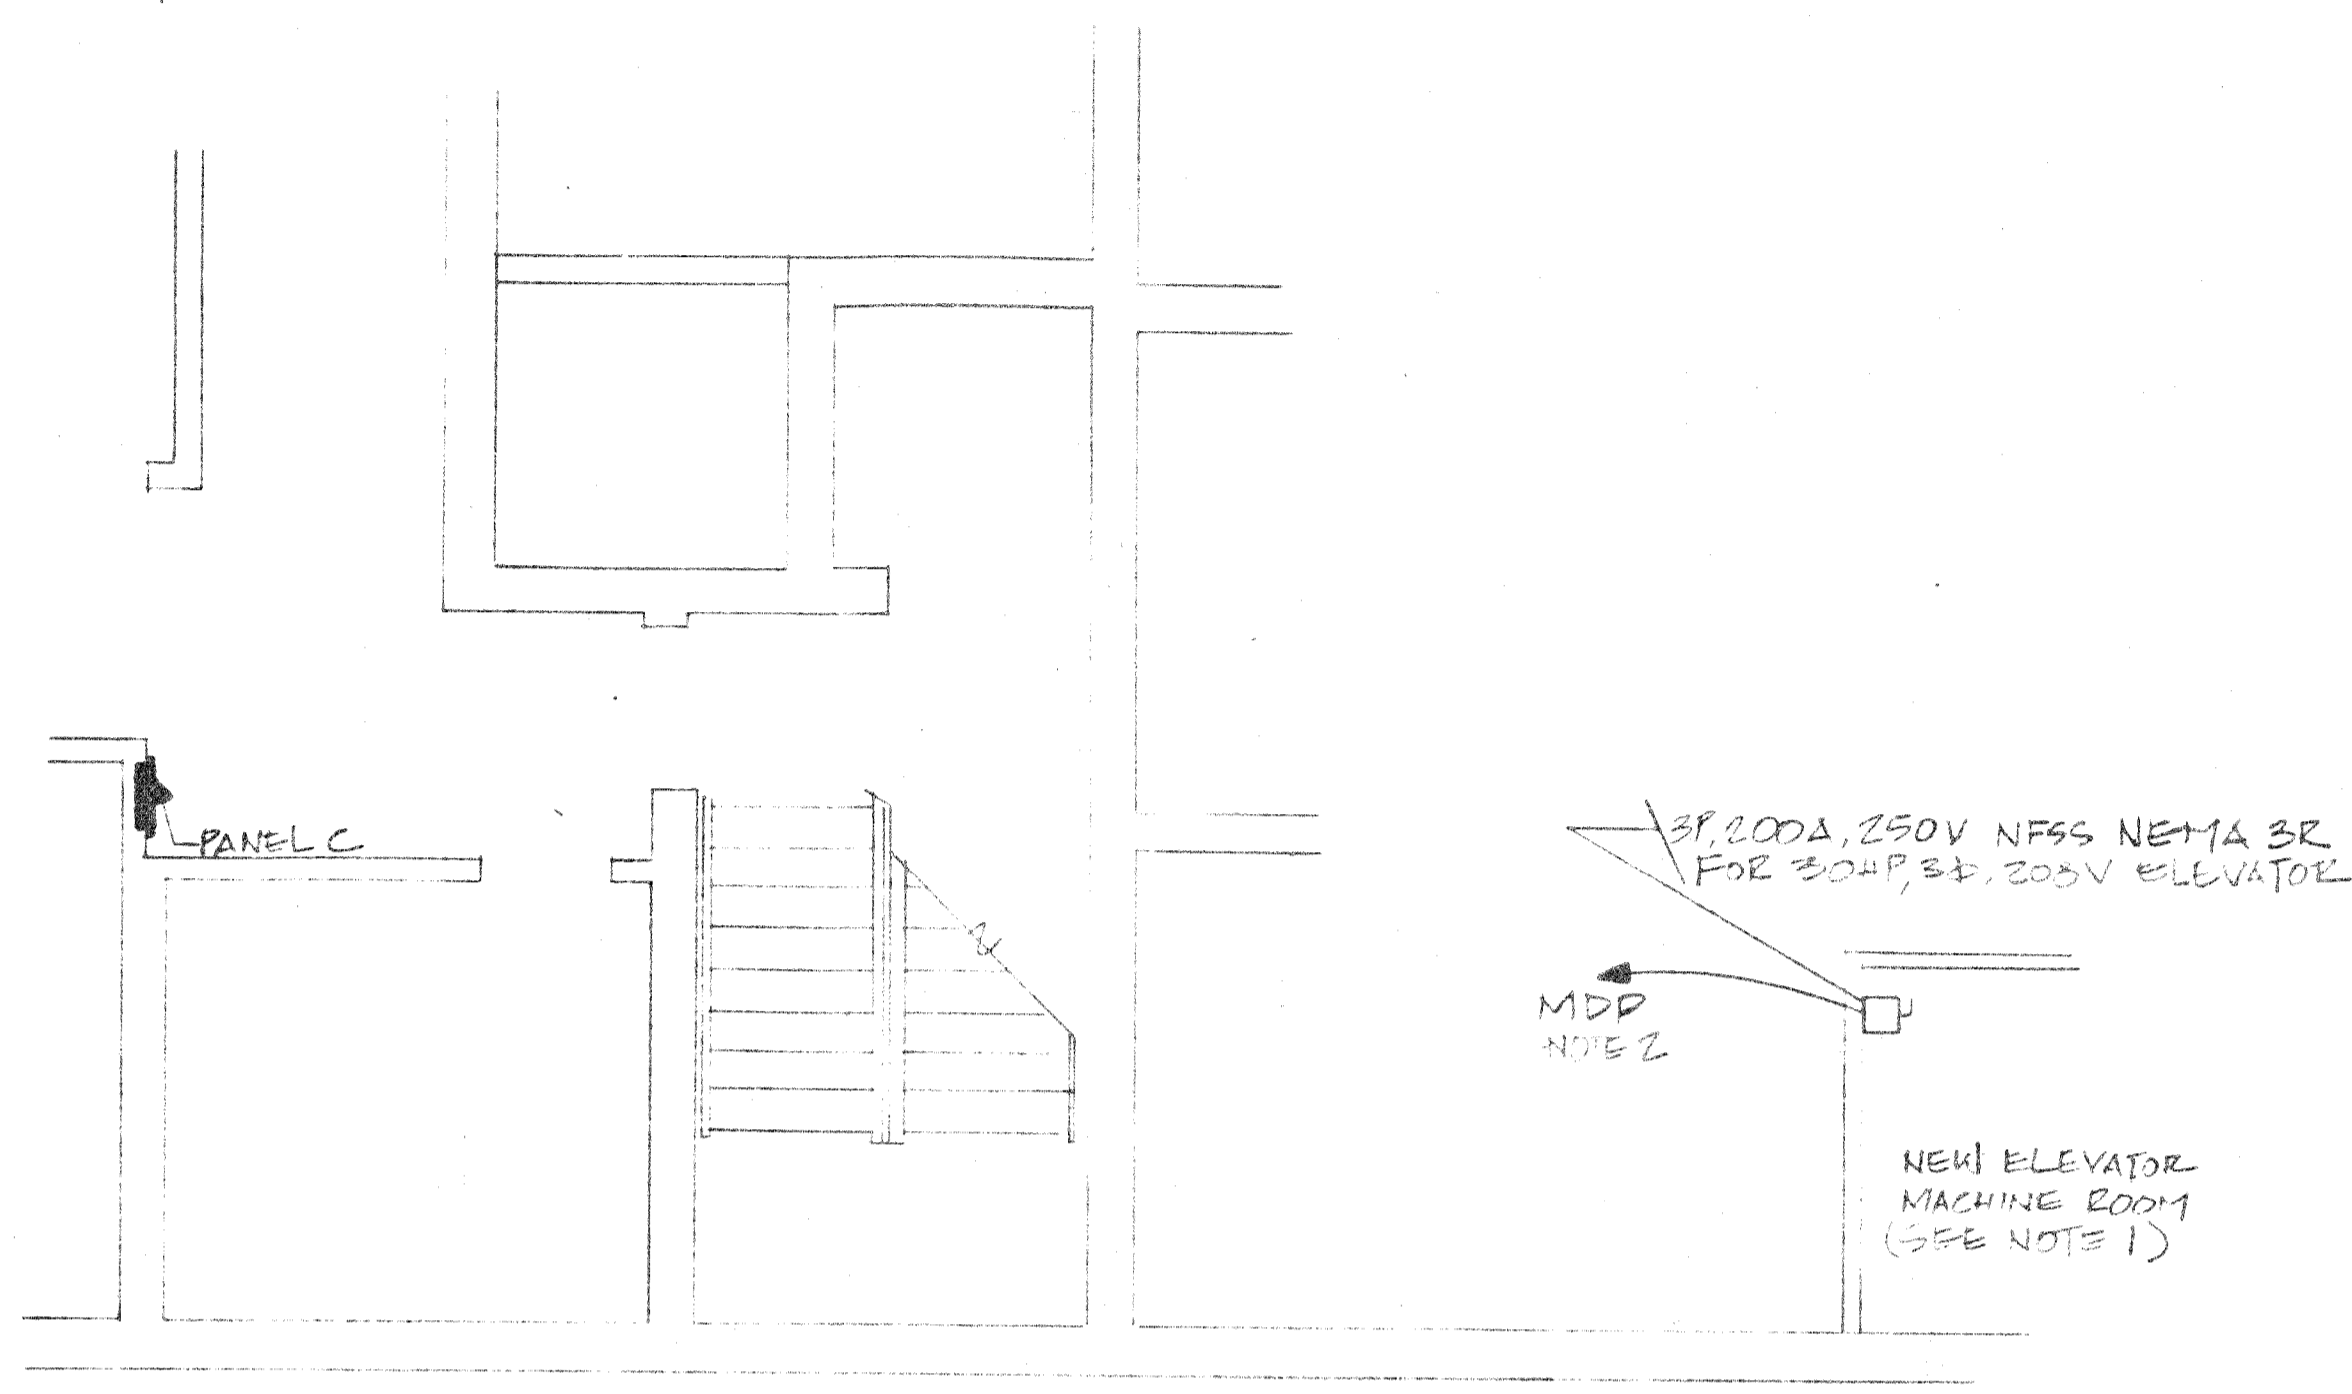 PANEL C
3P, 200A, 250V NFSS NEMA 3R
FOR 30HP, 3Φ, 208V ELEVATOR
MDP
NOTE 2
NEW ELEVATOR
MACHINE ROOM
(SEE NOTE 1)